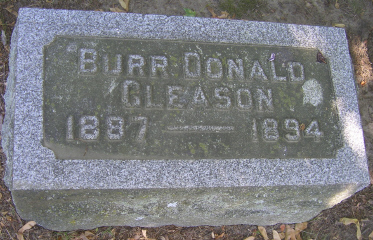 BURR DONALD
GLEASON
1887 — 1894